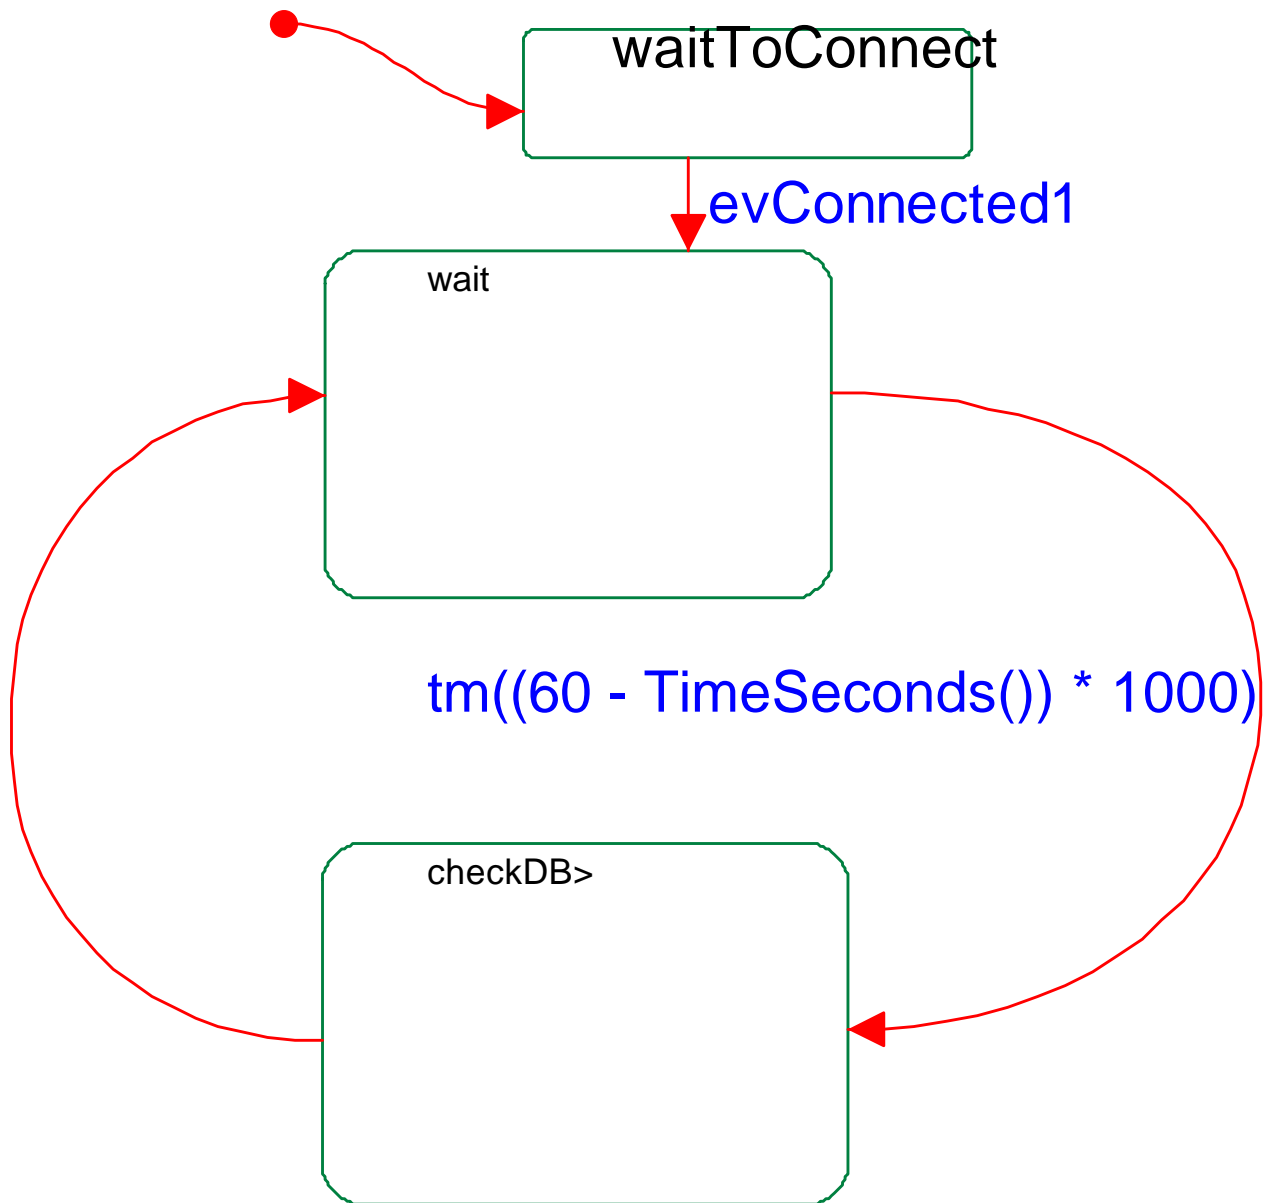 waitToConnect
evConnected1
wait
tm((60 - TimeSeconds()) * 1000)
checkDB>